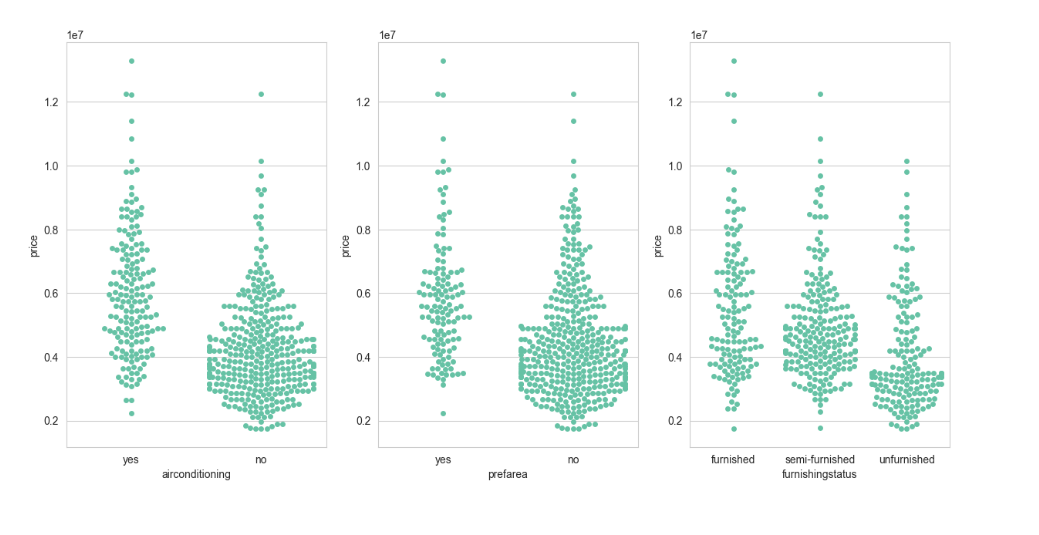 1e7
1.2
1.0
0.8
0.6
0.4
0.2
price
yes no
airconditioning
1e7
1.2
1.0
0.8
0.6
0.4
0.2
price
yes no
prefarea
1e7
1.2
1.0
0.8
0.6
0.4
0.2
price
furnished semi-furnished unfurnished
furnishingstatus